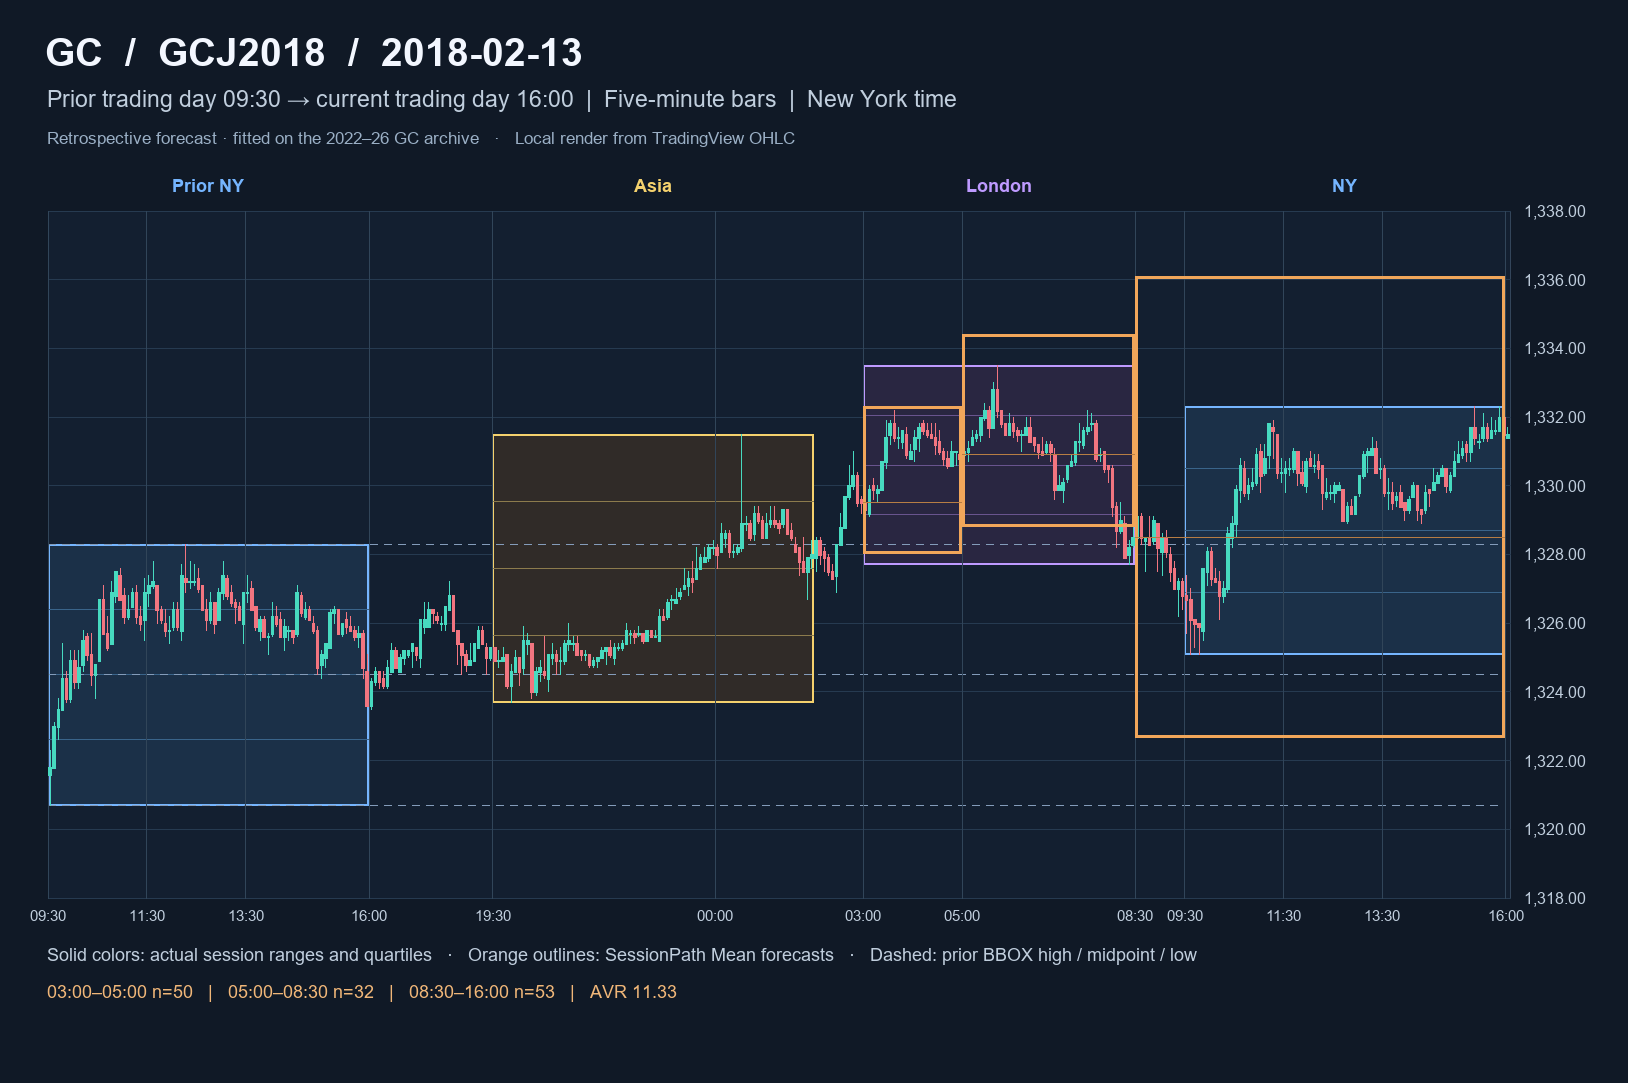 GC / GCJ2018 / 2018-02-13
Prior trading day 09:30 → current trading day 16:00 | Five-minute bars | New York time
Retrospective forecast · fitted on the 2022–26 GC archive · Local render from TradingView OHLC
Prior NY Asia London NY
1,338.00
1,336.00
1,334.00
1,332.00
1,330.00
1,328.00
1,326.00
1,324.00
1,322.00
1,320.00
1,318.00
09:30 11:30 13:30 16:00 19:30 00:00 03:00 05:00 08:30 09:30 11:30 13:30 16:00
Solid colors: actual session ranges and quartiles · Orange outlines: SessionPath Mean forecasts · Dashed: prior BBOX high / midpoint / low
03:00–05:00 n=50 | 05:00–08:30 n=32 | 08:30–16:00 n=53 | AVR 11.33